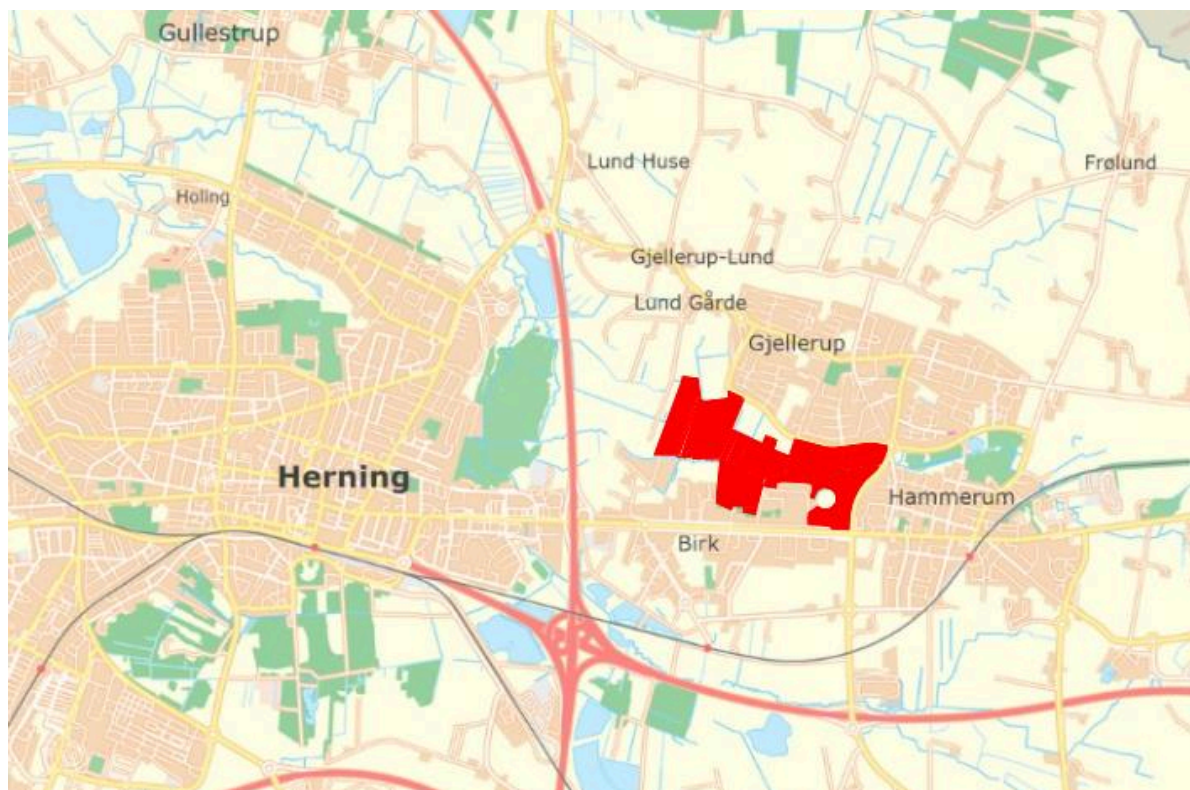 Gullestrup
Lund Huse
Frølund
Holing
Gjellerup-Lund
Lund Gårde
Gjellerup
Herning
Hammerum
Birk